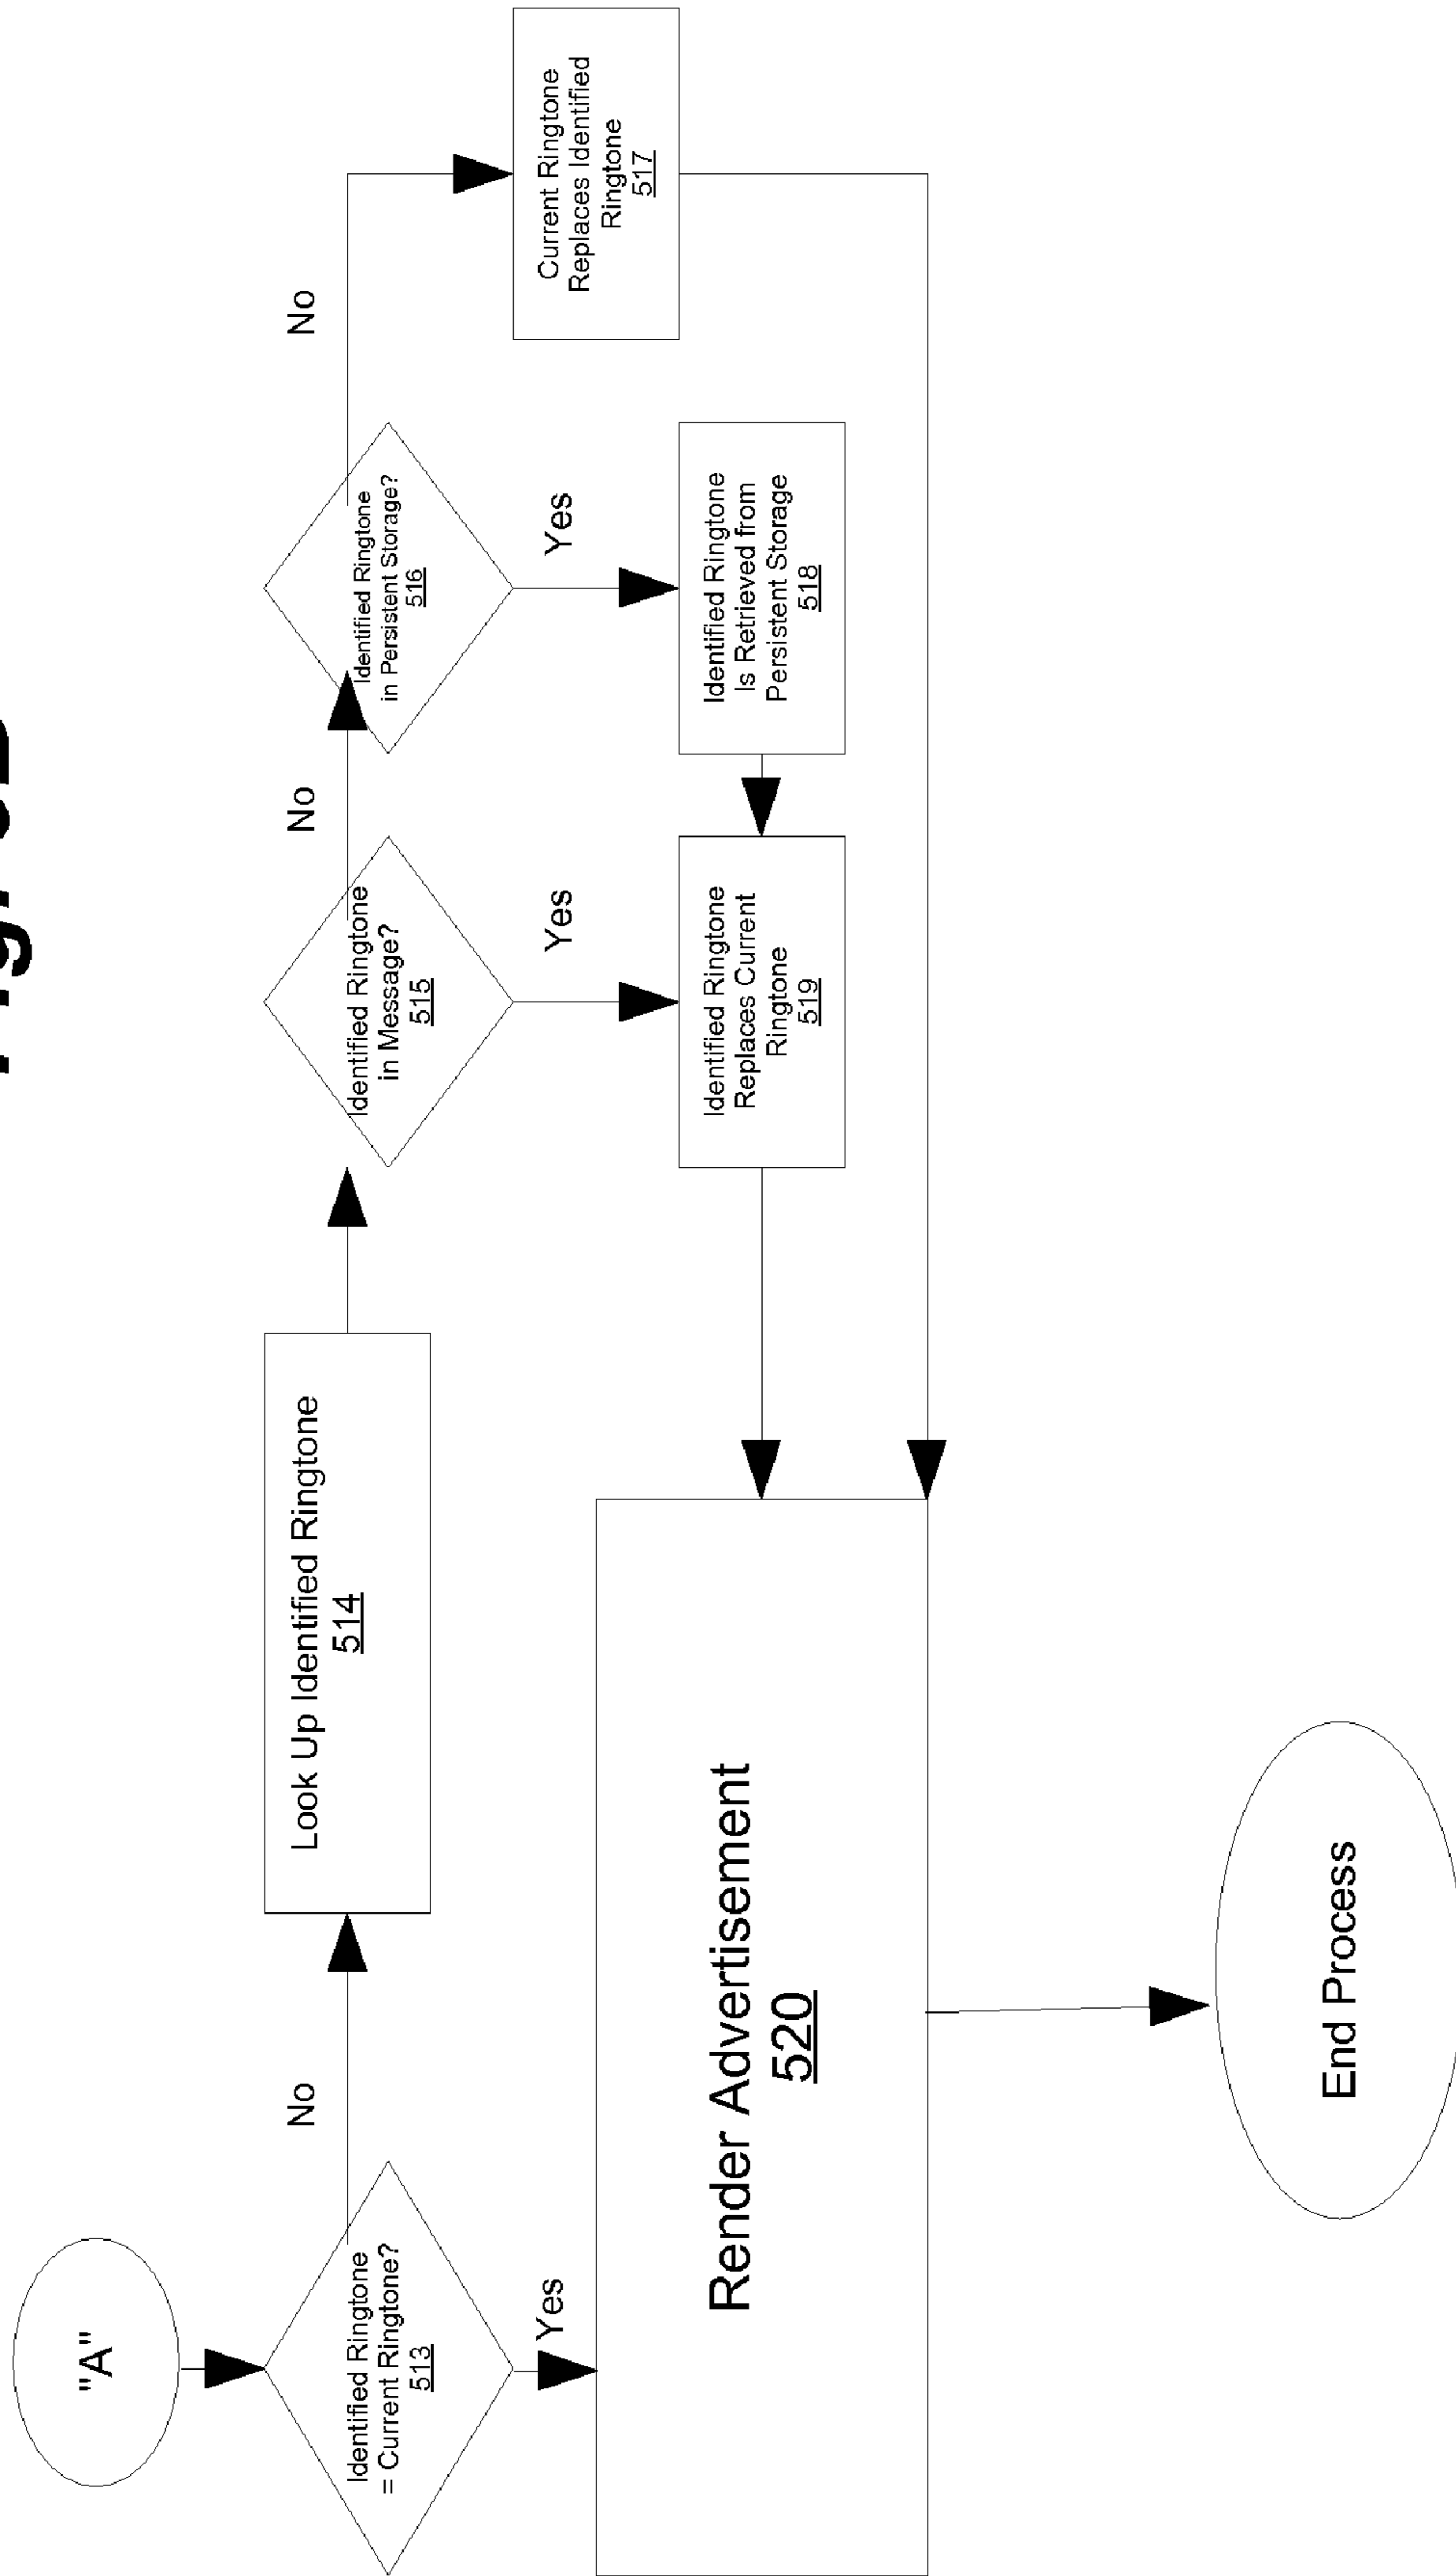 "A"
Identified Ringtone
= Current Ringtone?
513
No
Yes
Look Up Identified Ringtone
514
Identified Ringtone
in Message?
515
No
Yes
Identified Ringtone
in Persistent Storage?
516
No
Yes
Current Ringtone
Replaces Identified
Ringtone
517
Identified Ringtone
Is Retrieved from
Persistent Storage
518
Identified Ringtone
Replaces Current
Ringtone
519
Render Advertisement
520
End Process